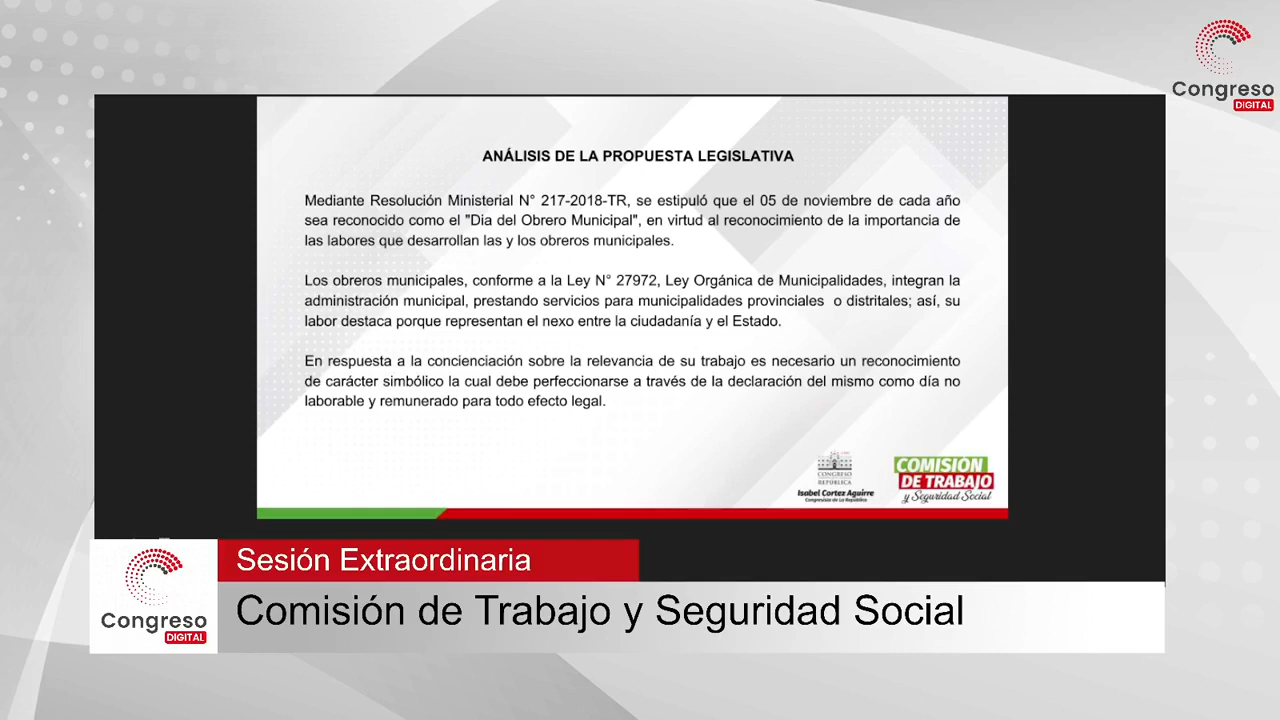 Congreso
DIGITAL
ANÁLISIS DE LA PROPUESTA LEGISLATIVA
Mediante Resolución Ministerial N° 217-2018-TR, se estipuló que el 05 de noviembre de cada año
sea reconocido como el "Dia del Obrero Municipal", en virtud al reconocimiento de la importancia de
las labores que desarrollan las y los obreros municipales.
Los obreros municipales, conforme a la Ley N° 27972, Ley Orgánica de Municipalidades, integran la
administración municipal, prestando servicios para municipalidades provinciales o distritales; así, su
labor destaca porque representan el nexo entre la ciudadanía y el Estado.
En respuesta a la concienciación sobre la relevancia de su trabajo es necesario un reconocimiento
de carácter simbólico la cual debe perfeccionarse a través de la declaración del mismo como día no
laborable y remunerado para todo efecto legal.
CONGRESO
REPÚBLICA
Isabel Cortez Aguirre
Congresista de La República
COMISIÓN
DE TRABAJO
y Seguridad Social
Sesión Extraordinaria
Comisión de Trabajo y Seguridad Social
Congreso
DIGITAL